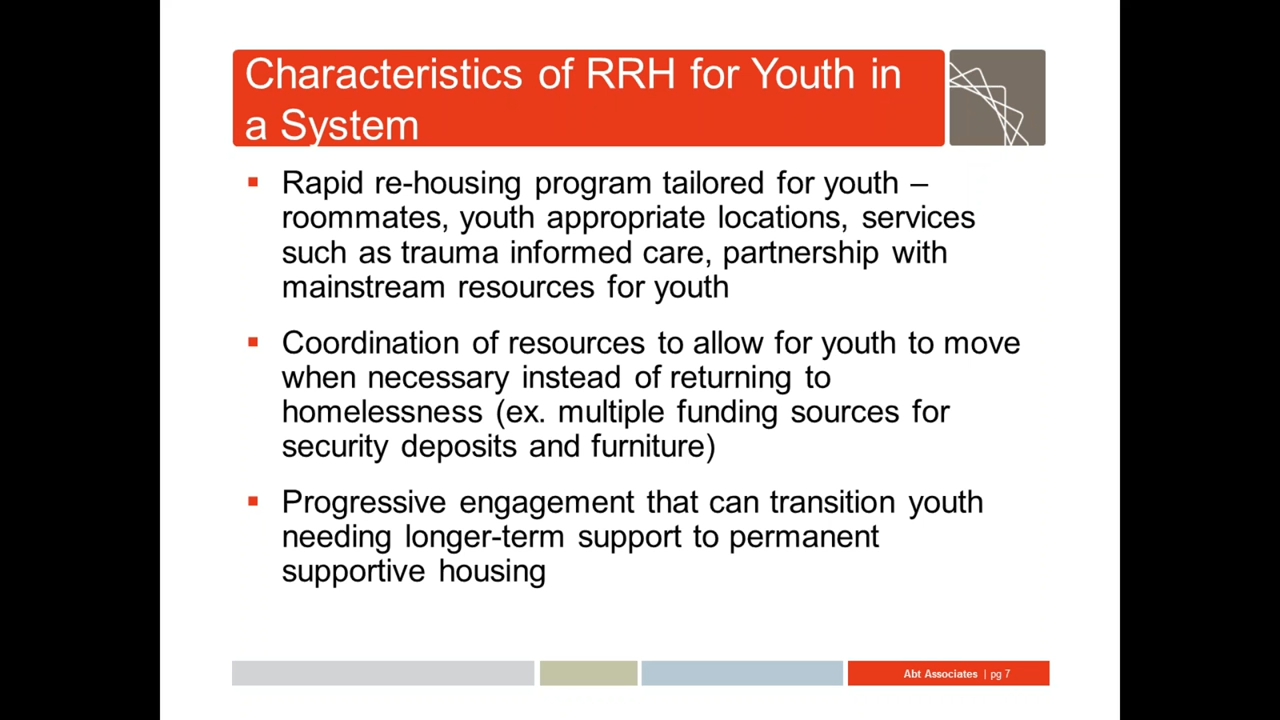 Characteristics of RRH for Youth in
a System
▪ Rapid re-housing program tailored for youth –
roommates, youth appropriate locations, services
such as trauma informed care, partnership with
mainstream resources for youth
▪ Coordination of resources to allow for youth to move
when necessary instead of returning to
homelessness (ex. multiple funding sources for
security deposits and furniture)
▪ Progressive engagement that can transition youth
needing longer-term support to permanent
supportive housing
Abt Associates | pg 7